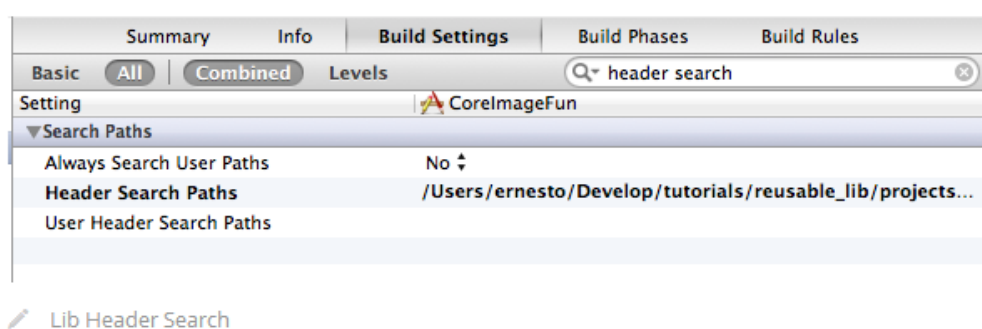 Summary Info Build Settings Build Phases Build Rules
Basic All Combined Levels header search
Setting CoreImageFun
Search Paths
Always Search User Paths No
Header Search Paths /Users/ernesto/Develop/tutorials/reusable_lib/projects...
User Header Search Paths
Lib Header Search